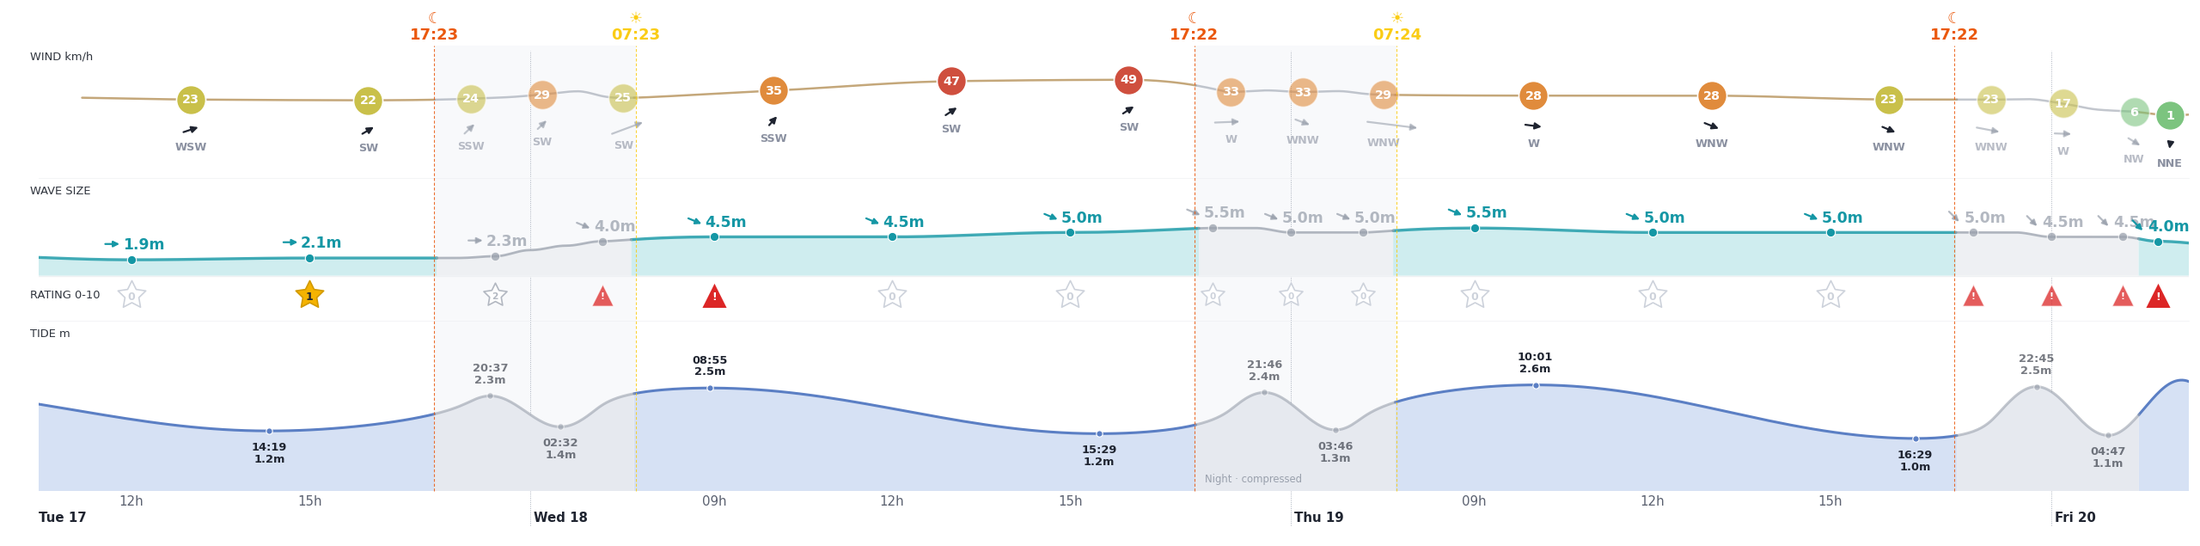 17:23 07:23 17:22 07:24 17:22
WIND km/h
23 22 24 29 25 35 47 49 33 33 29 28 28 23 23 17 6 1
WSW SW SSW SW SW SSW SW SW W WNW WNW W WNW WNW WNW W NW NNE
WAVE SIZE
1.9m 2.1m 2.3m 4.0m 4.5m 4.5m 5.0m 5.5m 5.0m 5.0m 5.5m 5.0m 5.0m 5.0m 4.5m 4.5m 4.0m
RATING 0-10
0 1 2 ! ! 0 0 0 0 0 0 0 0 ! ! ! !
TIDE m
20:37 08:55 21:46 10:01 22:45
2.3m 2.5m 2.4m 2.6m 2.5m
14:19 02:32 15:29 03:46 16:29 04:47
1.2m 1.4m 1.2m 1.3m 1.0m 1.1m
Night · compressed
12h 15h 09h 12h 15h 09h 12h 15h
Tue 17 Wed 18 Thu 19 Fri 20